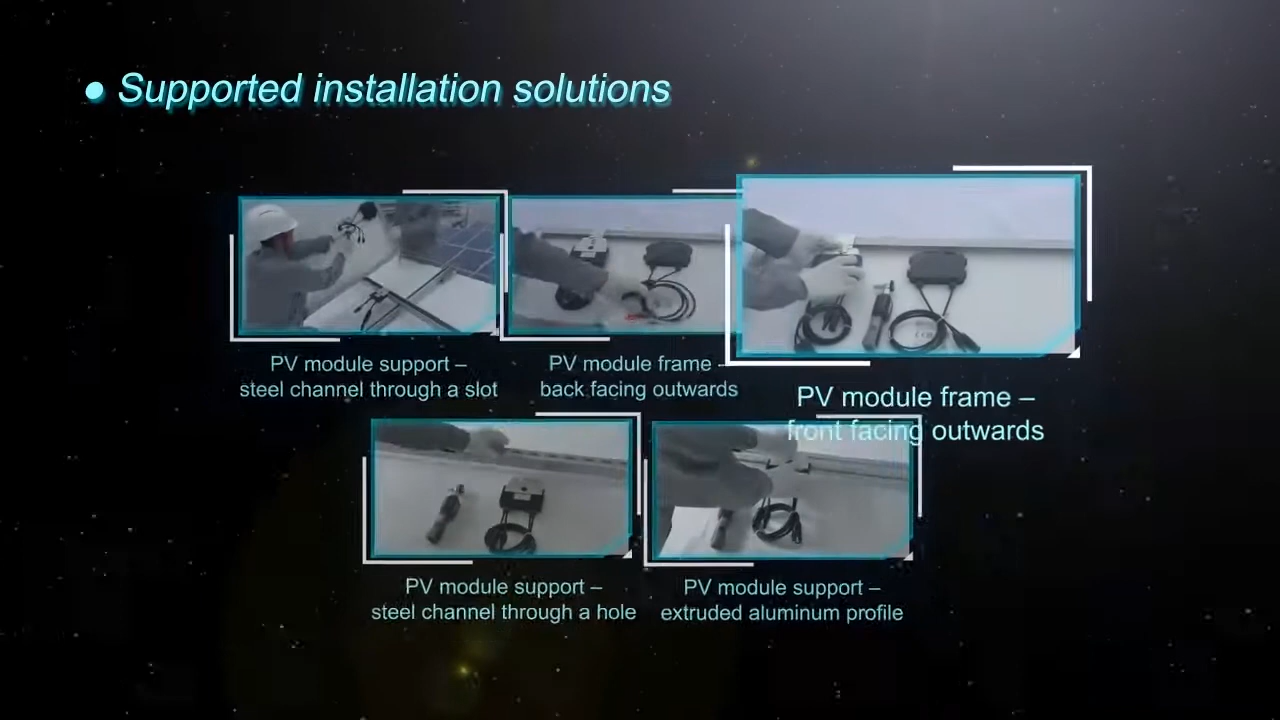 ● Supported installation solutions
PV module support –
steel channel through a slot
PV module frame –
back facing outwards
PV module frame –
front facing outwards
PV module support –
steel channel through a hole
PV module support –
extruded aluminum profile